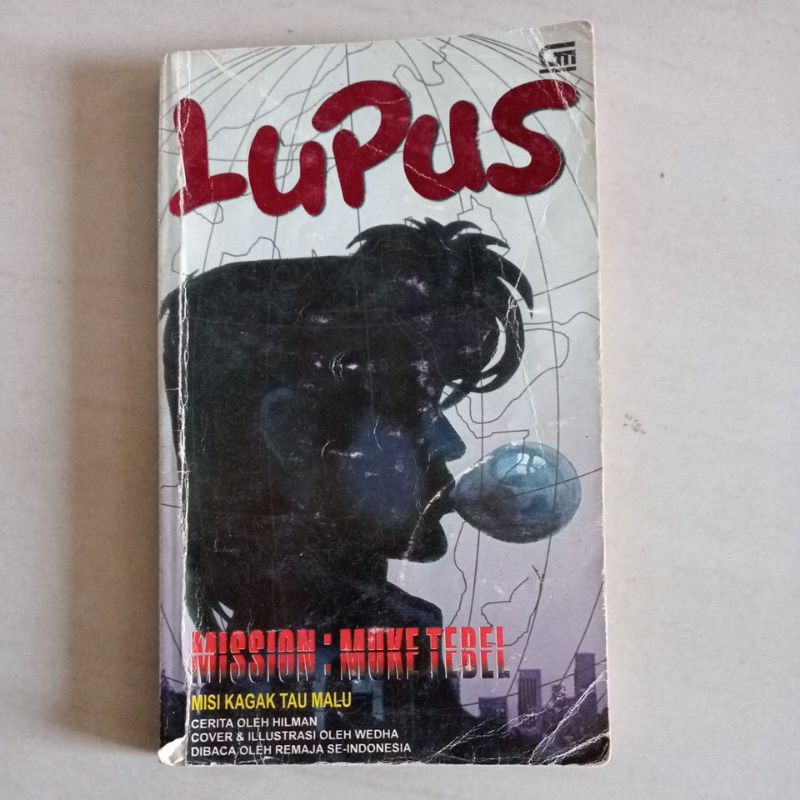 LUPUS
MISSION : MUKE TEBEL
MISI KAGAK TAU MALU
CERITA OLEH HILMAN
COVER & ILLUSTRASI OLEH WEDHA
DIBACA OLEH REMAJA SE-INDONESIA